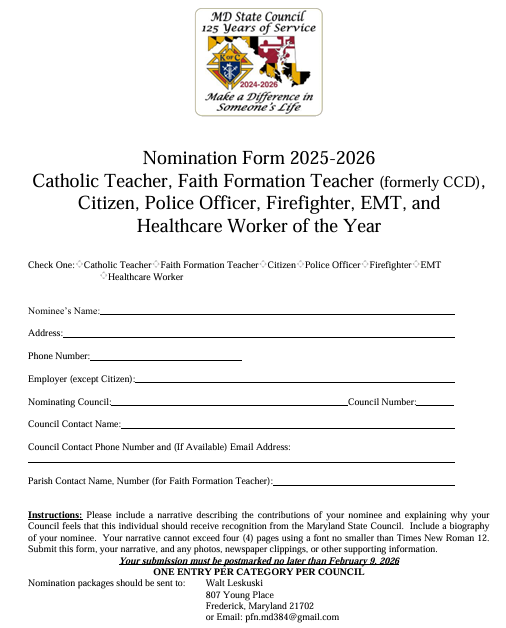 MD State Council
125 Years of Service
K of C
2024-2026
Make a Difference in
Someone's Life
Nomination Form 2025-2026
Catholic Teacher, Faith Formation Teacher (formerly CCD),
Citizen, Police Officer, Firefighter, EMT, and
Healthcare Worker of the Year
Check One: Catholic Teacher Faith Formation Teacher Citizen Police Officer Firefighter EMT
Healthcare Worker
Nominee's Name:
Address:
Phone Number:
Employer (except Citizen):
Nominating Council: Council Number:
Council Contact Name:
Council Contact Phone Number and (If Available) Email Address:
Parish Contact Name, Number (for Faith Formation Teacher):
Instructions: Please include a narrative describing the contributions of your nominee and explaining why your
Council feels that this individual should receive recognition from the Maryland State Council. Include a biography
of your nominee. Your narrative cannot exceed four (4) pages using a font no smaller than Times New Roman 12.
Submit this form, your narrative, and any photos, newspaper clippings, or other supporting information.
Your submission must be postmarked no later than February 9, 2026
ONE ENTRY PER CATEGORY PER COUNCIL
Nomination packages should be sent to: Walt Leskuski
807 Young Place
Frederick, Maryland 21702
or Email: pfn.md384@gmail.com